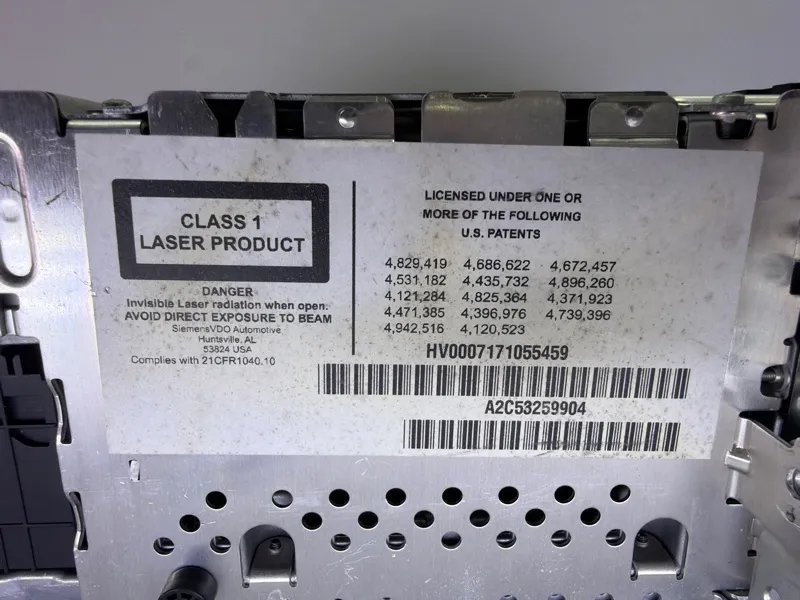 CLASS 1
LASER PRODUCT
DANGER
Invisible Laser radiation when open.
AVOID DIRECT EXPOSURE TO BEAM
SiemensVDO Automotive
Huntsville, AL
53824 USA
Complies with 21CFR1040.10
LICENSED UNDER ONE OR
MORE OF THE FOLLOWING
U.S. PATENTS
4,829,419 4,686,622 4,672,457
4,531,182 4,435,732 4,896,260
4,121,284 4,825,364 4,371,923
4,471,385 4,396,976 4,739,396
4,942,516 4,120,523
HV0007171055459
A2C53259904